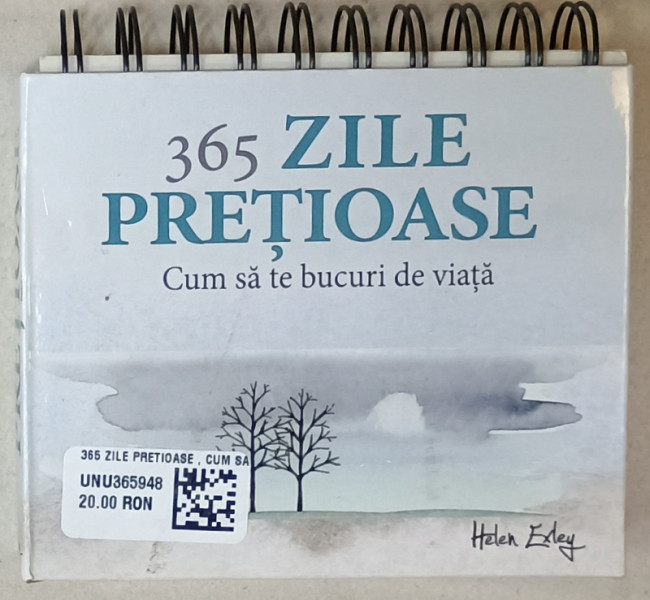 365 ZILE
PREȚIOASE
Cum să te bucuri de viață
365 ZILE PRETIOASE , CUM SA
UNU365948
20.00 RON
Helen Exley